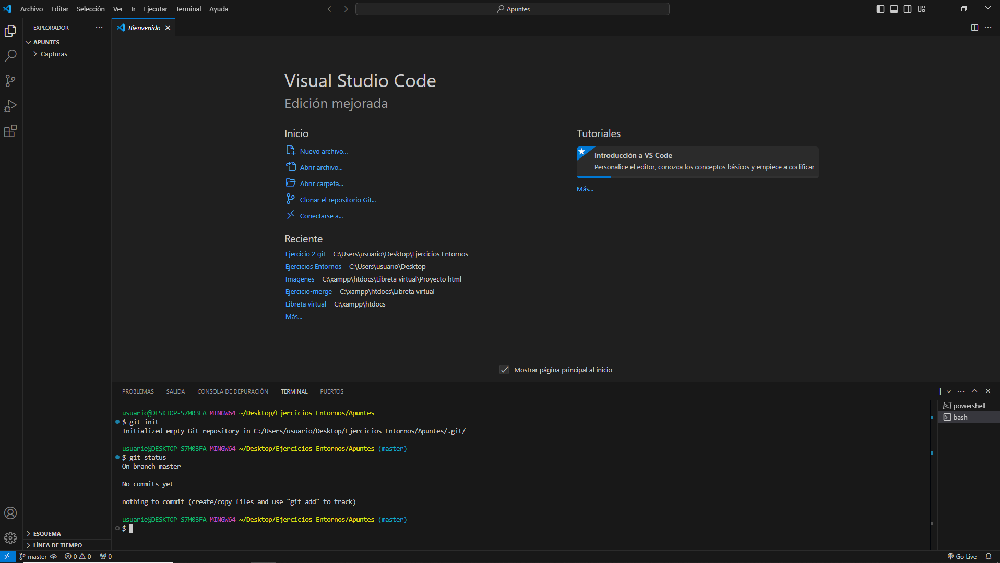 Archivo Editar Selección Ver Ir Ejecutar Terminal Ayuda
Apuntes
EXPLORADOR
APUNTES
Capturas
ESQUEMA
LÍNEA DE TIEMPO
Bienvenido
Visual Studio Code
Edición mejorada
Inicio
Nuevo archivo...
Abrir archivo...
Abrir carpeta...
Clonar el repositorio Git...
Conectarse a...
Reciente
Ejercicio 2 git C:\Users\usuario\Desktop\Ejercicios Entornos
Ejercicios Entornos C:\Users\usuario\Desktop
Imagenes C:\xampp\htdocs\Libreta virtual\Proyecto html
Ejercicio-merge C:\xampp\htdocs\Libreta virtual
Libreta virtual C:\xampp\htdocs
Más...
Tutoriales
Introducción a VS Code
Personalice el editor, conozca los conceptos básicos y empiece a codificar
Más...
Mostrar página principal al inicio
PROBLEMAS SALIDA CONSOLA DE DEPURACIÓN TERMINAL PUERTOS
usuario@DESKTOP-S7M03FA MINGW64 ~/Desktop/Ejercicios Entornos/Apuntes
$ git init
Initialized empty Git repository in C:/Users/usuario/Desktop/Ejercicios Entornos/Apuntes/.git/
usuario@DESKTOP-S7M03FA MINGW64 ~/Desktop/Ejercicios Entornos/Apuntes (master)
$ git status
On branch master
No commits yet
nothing to commit (create/copy files and use "git add" to track)
usuario@DESKTOP-S7M03FA MINGW64 ~/Desktop/Ejercicios Entornos/Apuntes (master)
$
powershell
bash
master 0 0 0
Go Live